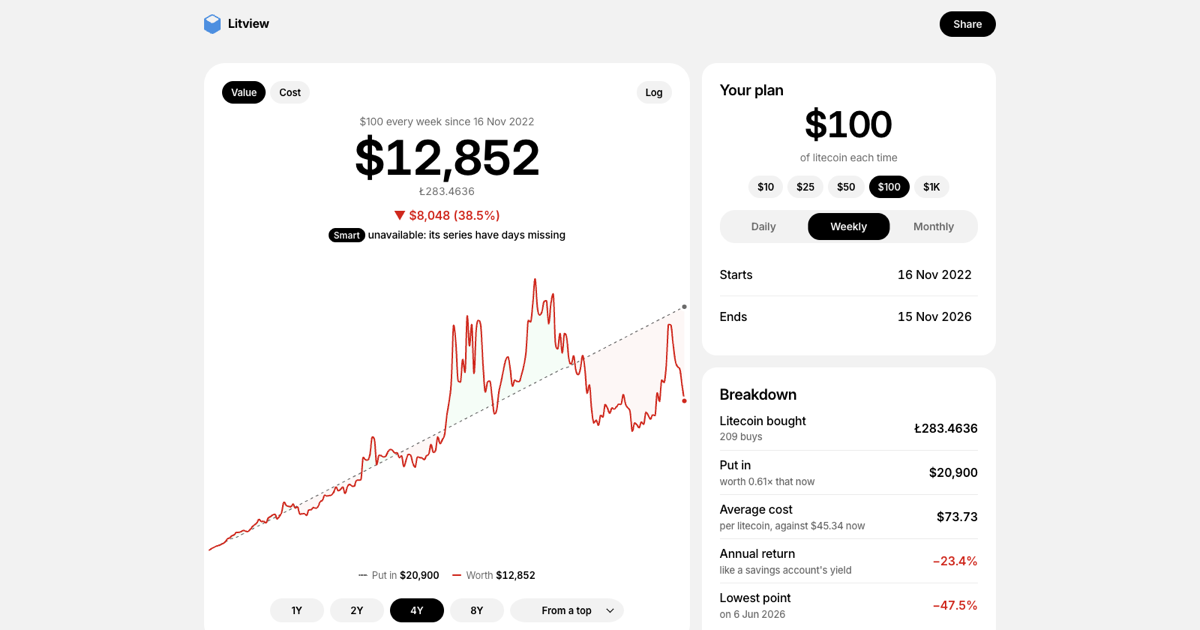 Litview
Share
Value
Cost
Log
$100 every week since 16 Nov 2022
$12,852
Ł283.4636
▼ $8,048 (38.5%)
Smart unavailable: its series have days missing
Put in $20,900
Worth $12,852
1Y
2Y
4Y
8Y
From a top
Your plan
$100
of litecoin each time
$10
$25
$50
$100
$1K
Daily
Weekly
Monthly
Starts
16 Nov 2022
Ends
15 Nov 2026
Breakdown
Litecoin bought
209 buys
Ł283.4636
Put in
worth 0.61× that now
$20,900
Average cost
per litecoin, against $45.34 now
$73.73
Annual return
like a savings account's yield
−23.4%
Lowest point
on 6 Jun 2026
−47.5%